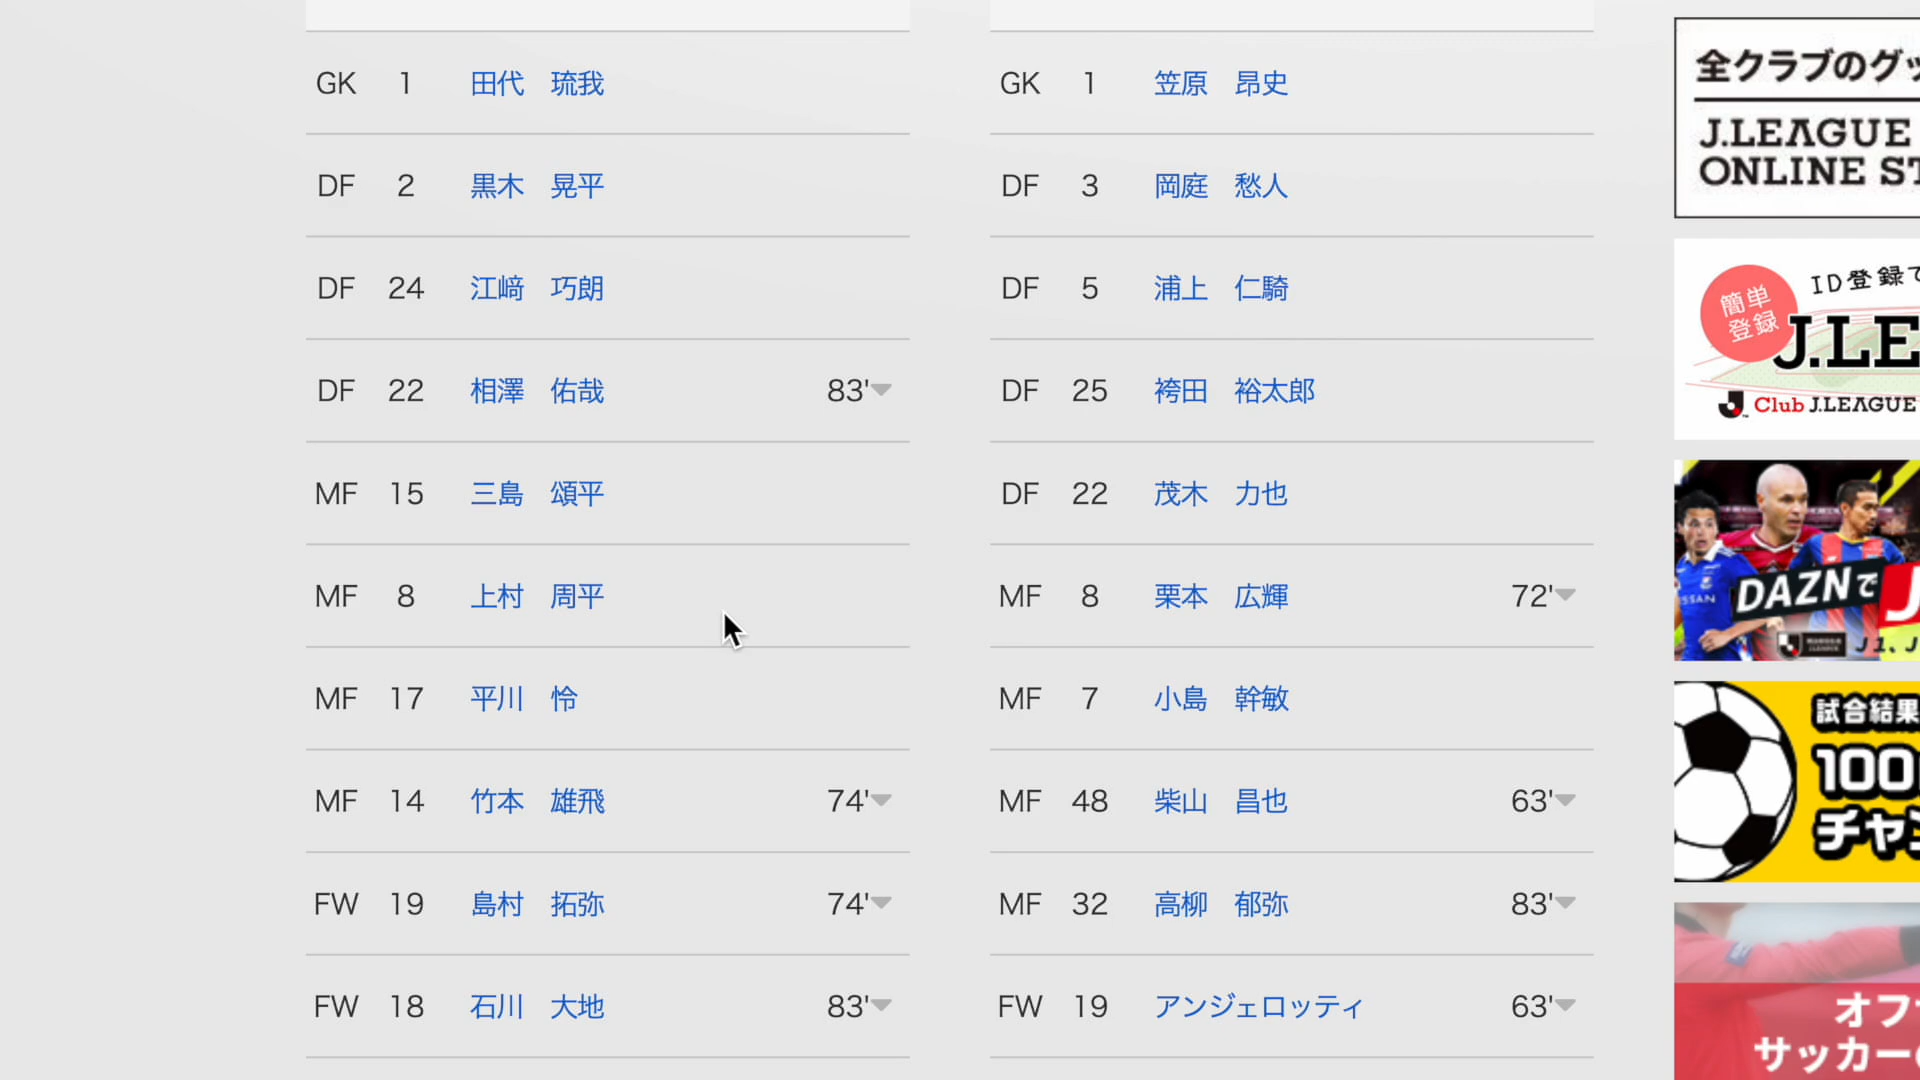 GK 1 田代 琉我
DF 2 黒木 晃平
DF 24 江﨑 巧朗
DF 22 相澤 佑哉 83'
MF 15 三島 頌平
MF 8 上村 周平
MF 17 平川 怜
MF 14 竹本 雄飛 74'
FW 19 島村 拓弥 74'
FW 18 石川 大地 83'
GK 1 笠原 昂史
DF 3 岡庭 愁人
DF 5 浦上 仁騎
DF 25 袴田 裕太郎
DF 22 茂木 力也
MF 8 栗本 広輝 72'
MF 7 小島 幹敏
MF 48 柴山 昌也 63'
MF 32 高柳 郁弥 83'
FW 19 アンジェロッティ 63'
全クラブのグッ
J.LEAGUE
ONLINE ST
簡単
登録
ID登録で
J.LE
Club J.LEAGUE
DAZNで J
J1、J
試合結果
100
チャン
オフ
サッカーの